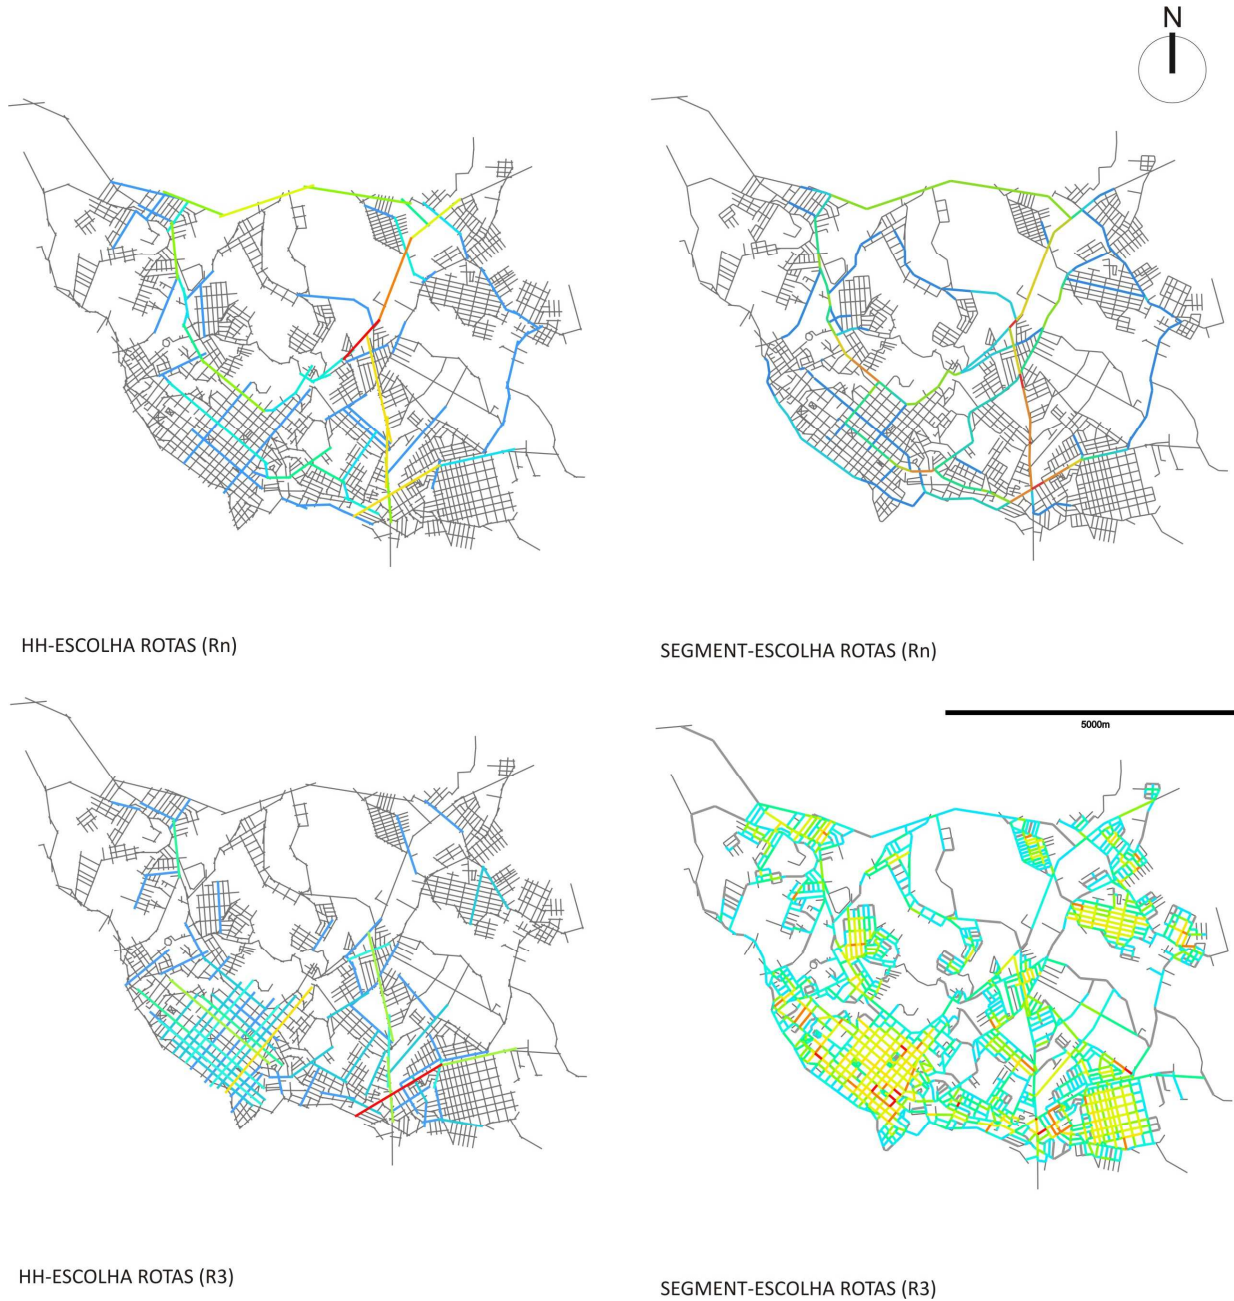 N
HH-ESCOLHA ROTAS (Rn)
SEGMENT-ESCOLHA ROTAS (Rn)
5000m
HH-ESCOLHA ROTAS (R3)
SEGMENT-ESCOLHA ROTAS (R3)